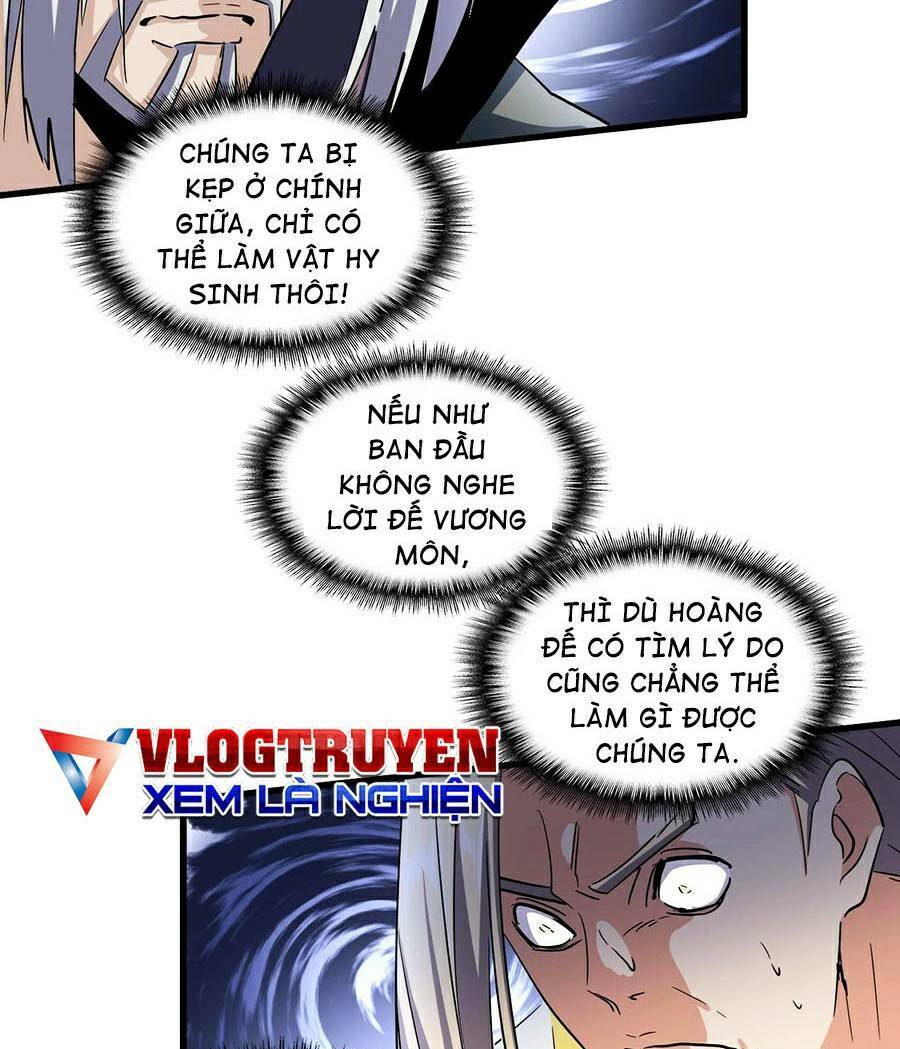 CHÚNG TA BỊ
KẸP Ở CHÍNH
GIỮA, CHỈ CÓ
THỂ LÀM VẬT HY
SINH THÔI!
NẾU NHƯ
BAN ĐẦU
KHÔNG NGHE
LỜI ĐẾ VƯƠNG
MÔN,
THÌ DÙ HOÀNG
ĐẾ CÓ TÌM LÝ DO
CŨNG CHẲNG THỂ
LÀM GÌ ĐƯỢC
CHÚNG TA.
VLOGTRUYEN
XEM LÀ NGHIỆN